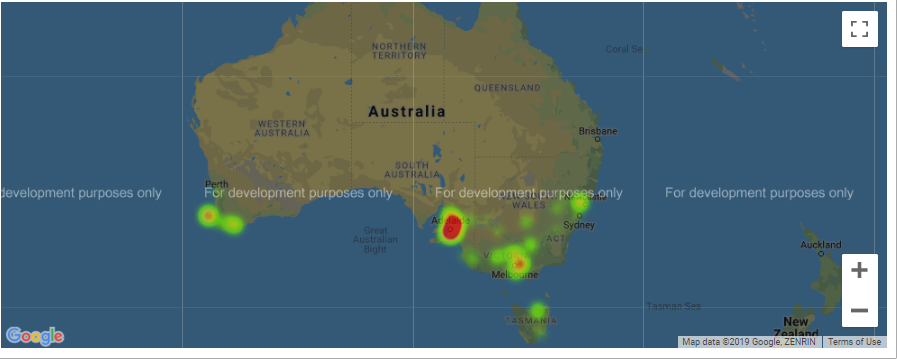 NORTHERN
TERRITORY
Coral Se
QUEENSLAND
Australia
WESTERN
AUSTRALIA
Brisbane
SOUTH
AUSTRALIA
Perth
development purposes only
For development purposes only
For development purposes only
For development purposes only
WALES
Sydney
Great
Australian
Bight
ACT
Auckland
Melbourne
TASMANIA
Tasman Sea
New
Zealand
Google
Map data ©2019 Google, ZENRIN
Terms of Use